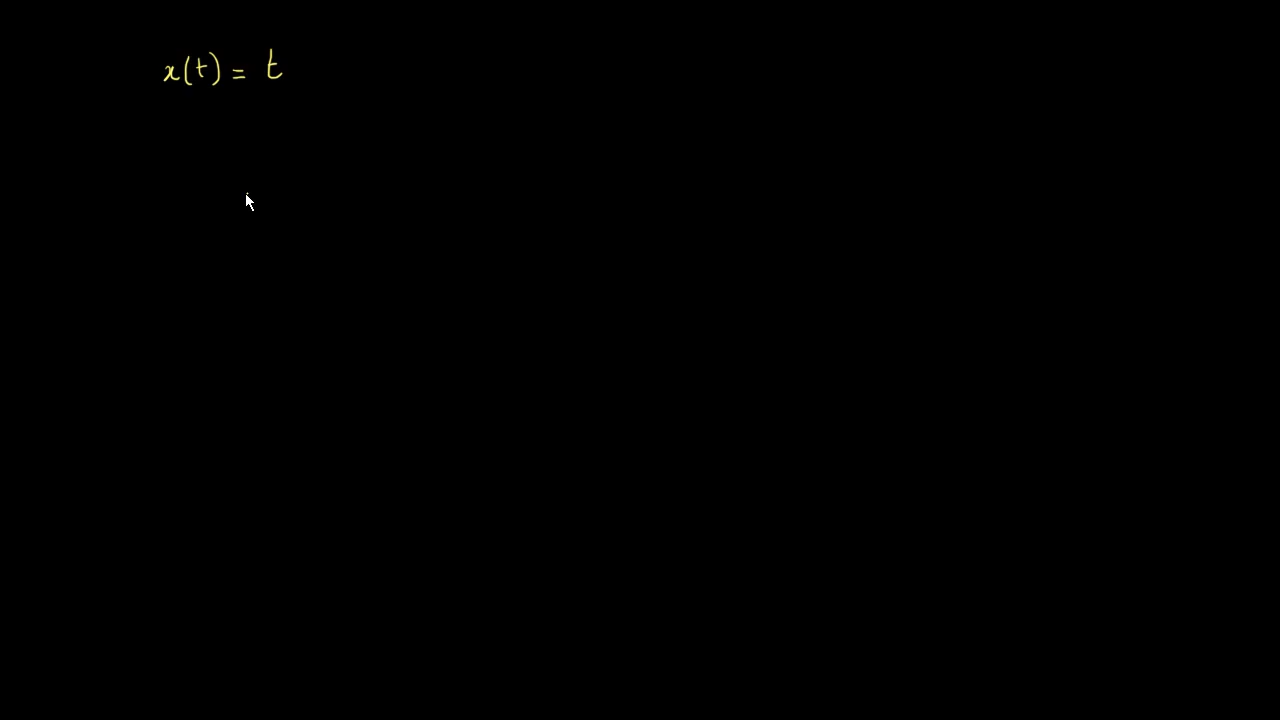 x(t) = t